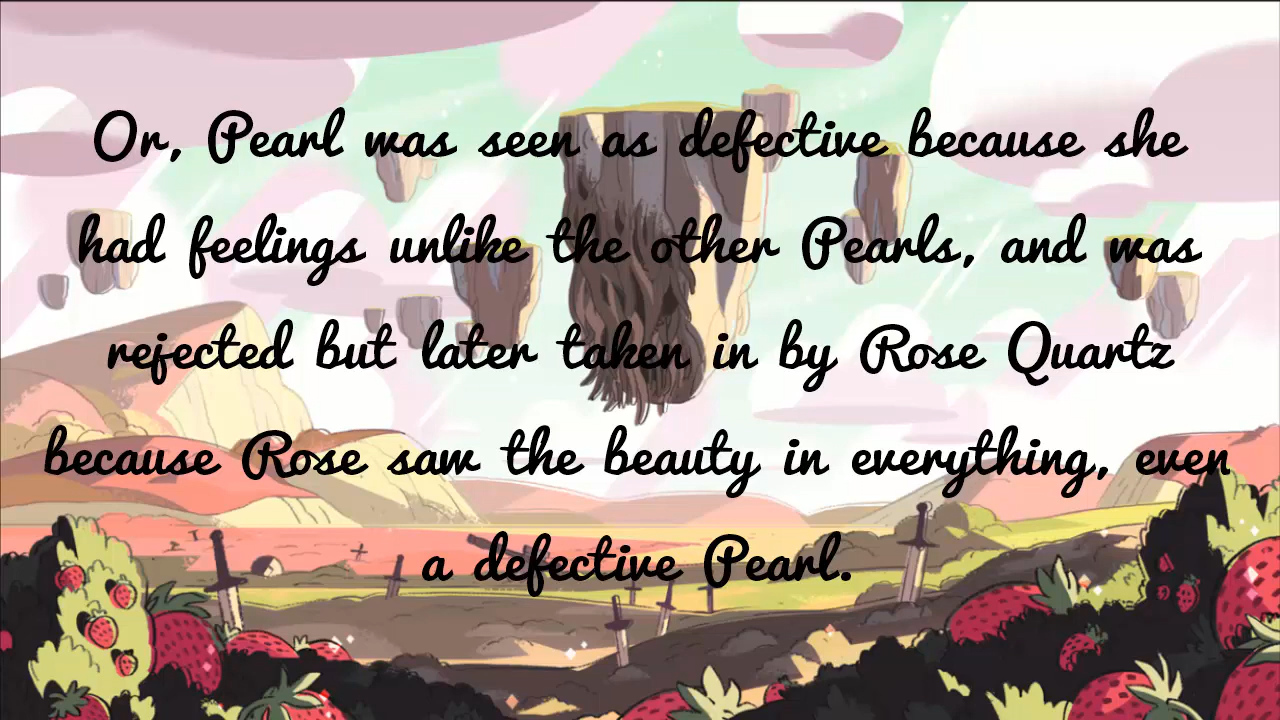 Or, Pearl was seen as defective because she
had feelings unlike the other Pearls, and was
rejected but later taken in by Rose Quartz
because Rose saw the beauty in everything, even
a defective Pearl.